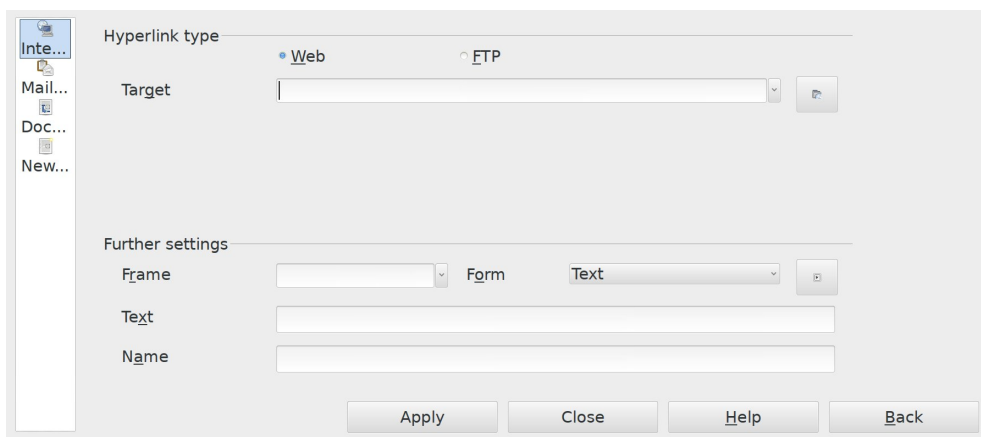 Inte...
Mail...
Doc...
New...
Hyperlink type
Web FTP
Target
Further settings
Frame Form Text
Text
Name
Apply Close Help Back